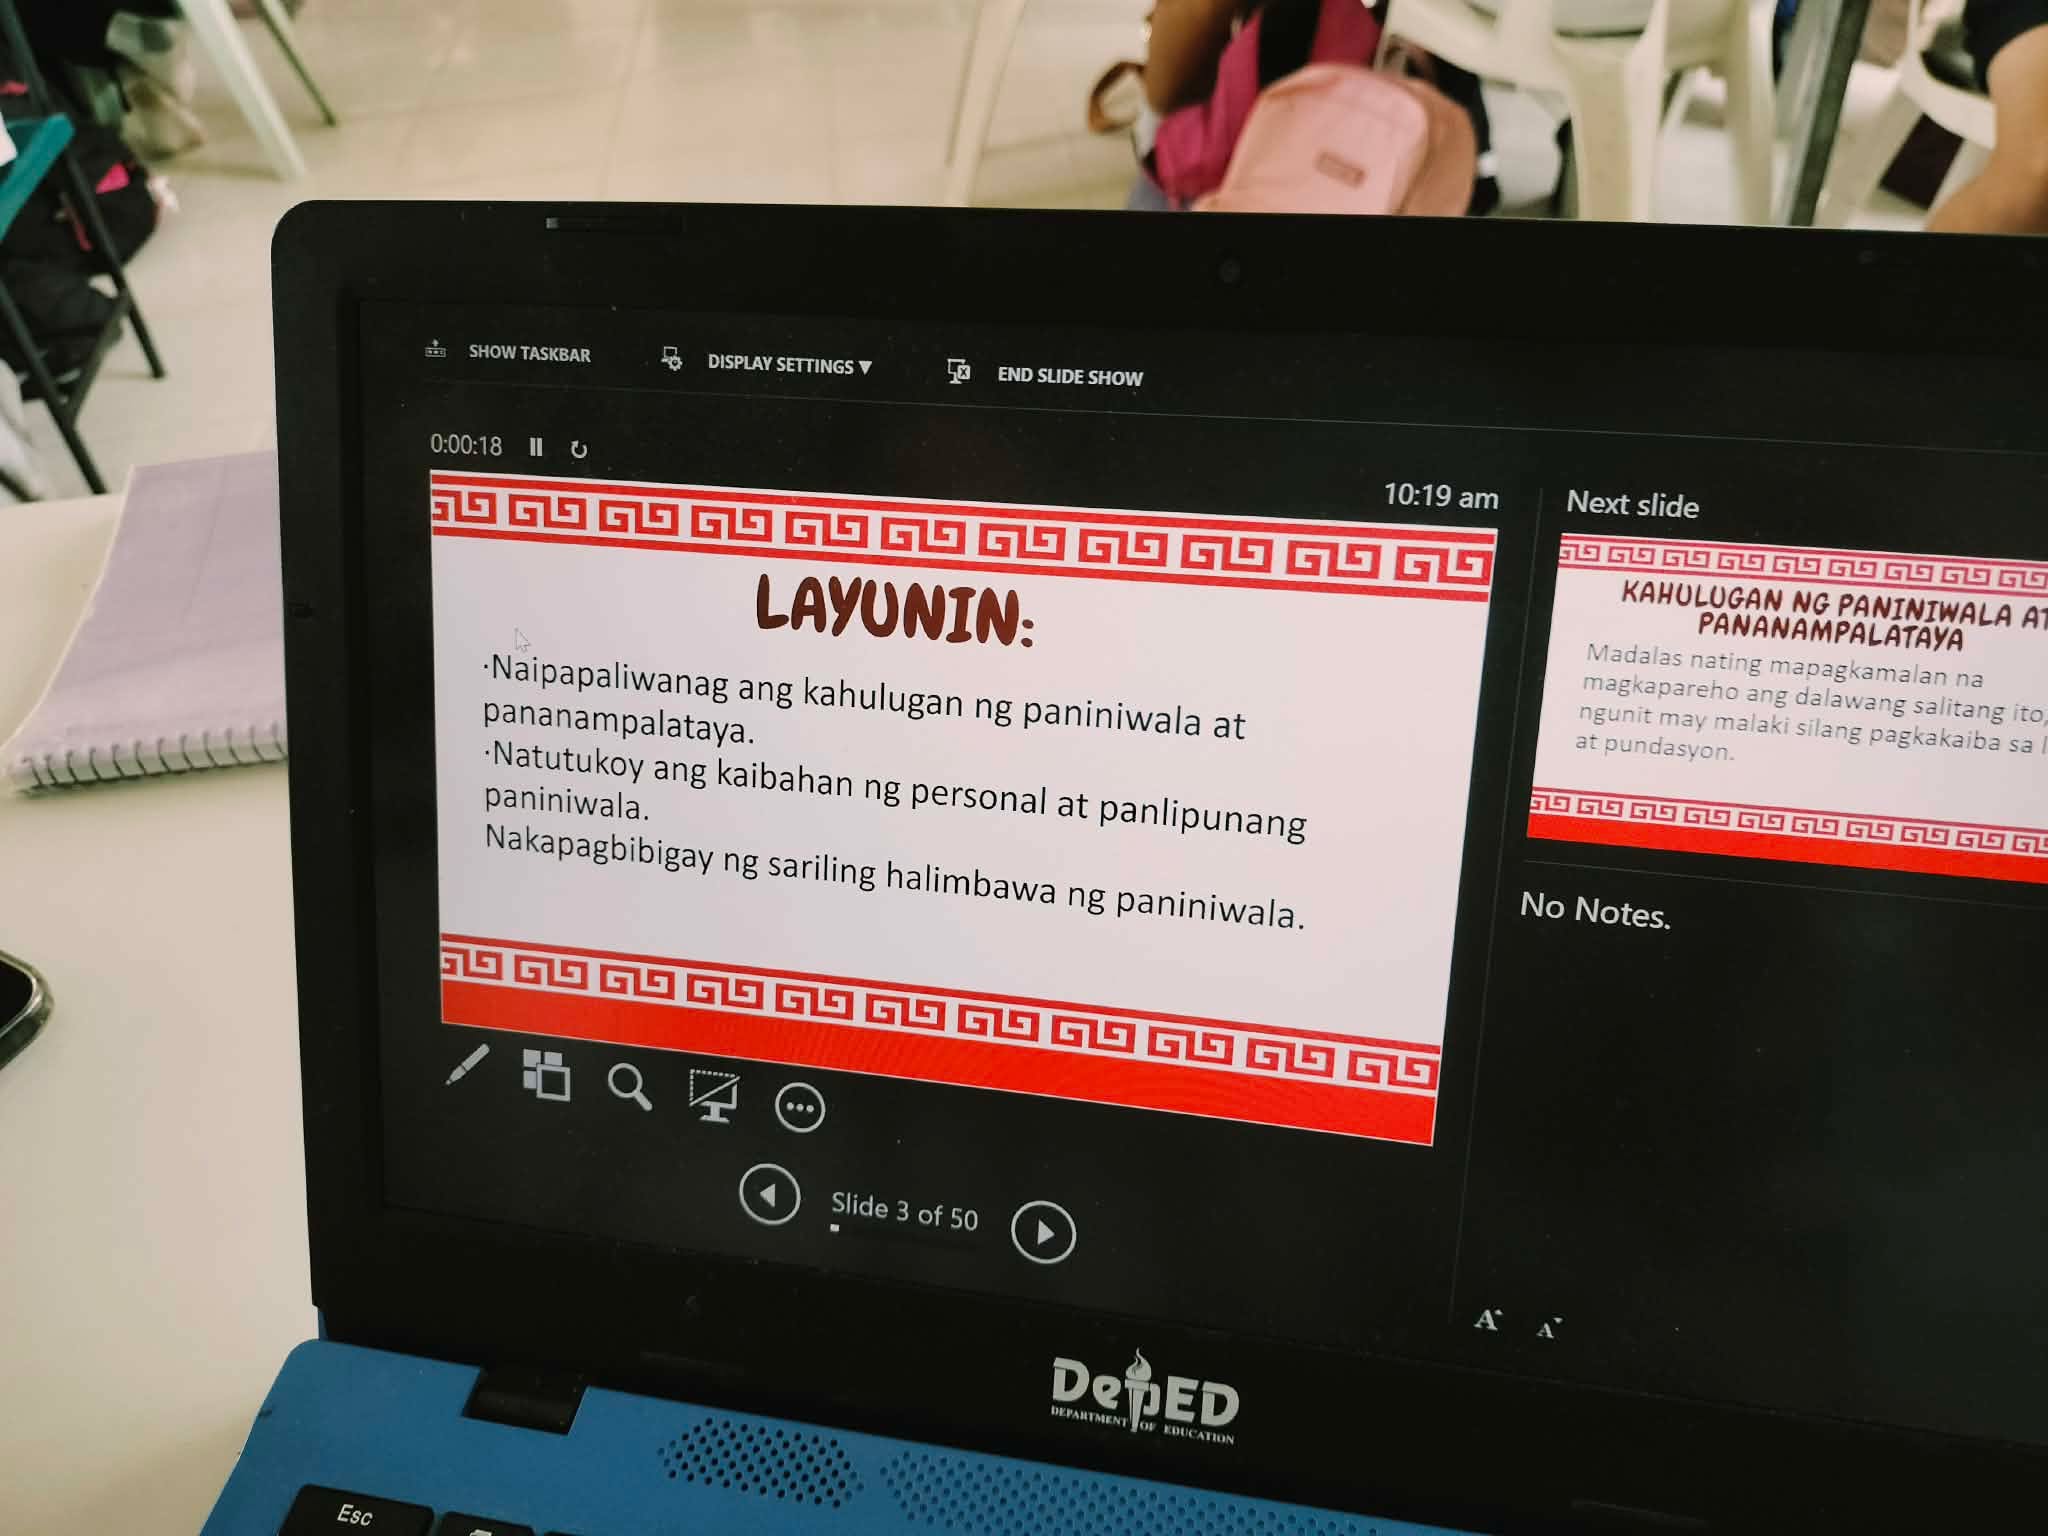 SHOW TASKBAR
DISPLAY SETTINGS ▼
END SLIDE SHOW
0:00:18
10:19 am
LAYUNIN:
·Naipapaliwanag ang kahulugan ng paniniwala at
pananampalataya.
·Natutukoy ang kaibahan ng personal at panlipunang
paniniwala.
Nakapagbibigay ng sariling halimbawa ng paniniwala.
Slide 3 of 50
Next slide
KAHULUGAN NG PANINIWALA AT
PANANAMPALATAYA
Madalas nating mapagkamalan na
magkapareho ang dalawang salitang ito,
ngunit may malaki silang pagkakaiba sa
at pundasyon.
No Notes.
A A
DepED
DEPARTMENT OF EDUCATION
Esc